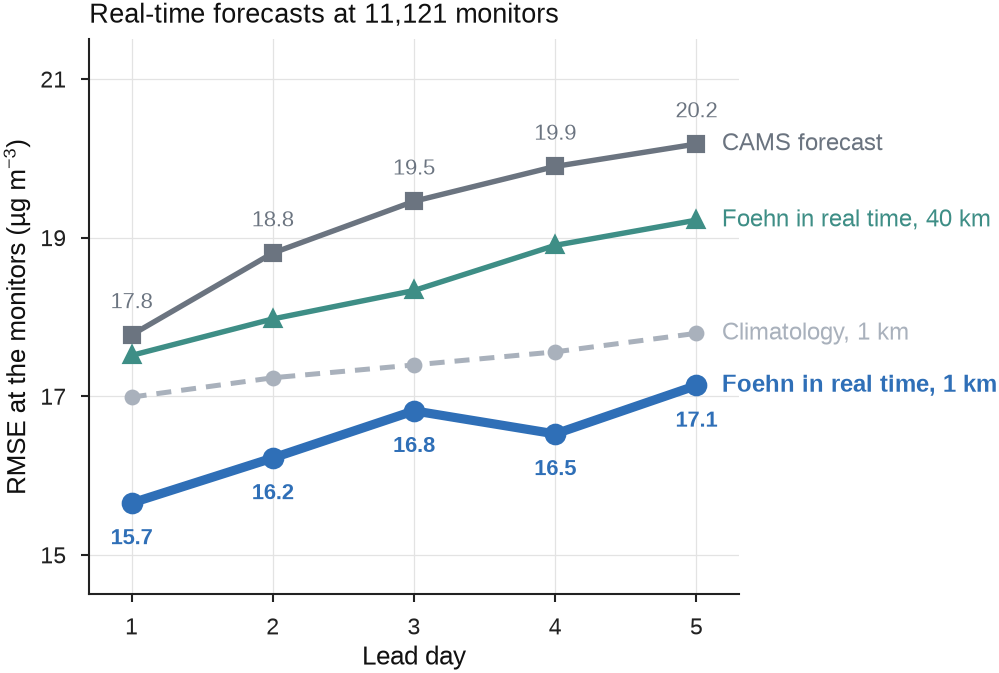 Real-time forecasts at 11,121 monitors
RMSE at the monitors (µg m⁻³)
21
19
17
15
17.8
18.8
19.5
19.9
20.2
CAMS forecast
Foehn in real time, 40 km
Climatology, 1 km
Foehn in real time, 1 km
15.7
16.2
16.8
16.5
17.1
1 2 3 4 5
Lead day